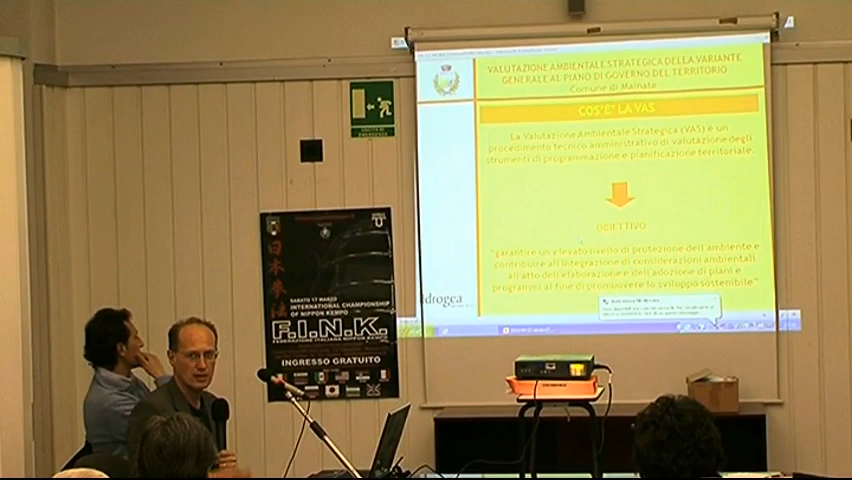 VALUTAZIONE AMBIENTALE STRATEGICA DELLA VARIANTE
GENERALE AL PIANO DI GOVERNO DEL TERRITORIO
Comune di Malnate
COS'E' LA VAS
La Valutazione Ambientale Strategica (VAS) è un
procedimento tecnico amministrativo di valutazione degli
strumenti di programmazione e pianificazione territoriale.
OBIETTIVO
"garantire un elevato livello di protezione dell'ambiente e
contribuire all'integrazione di considerazioni ambientali
all'atto dell'elaborazione e dell'adozione di piani e
programmi al fine di promuovere lo sviluppo sostenibile"
drogea
USCITA DI
EMERGENZA
日本拳法
SABATO 17 MARZO
INTERNATIONAL CHAMPIONSHIP
OF NIPPON KEMPO
F.I.N.K.
FEDERAZIONE ITALIANA NIPPON KEMPO
INGRESSO GRATUITO